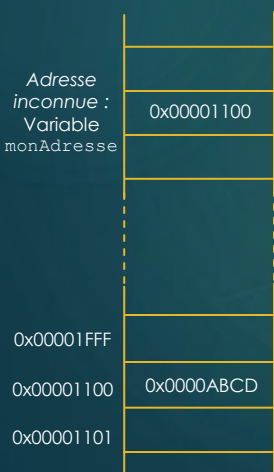 Adresse
inconnue :
Variable
monAdresse
0x00001100
0x00001FFF
0x00001100
0x0000ABCD
0x00001101